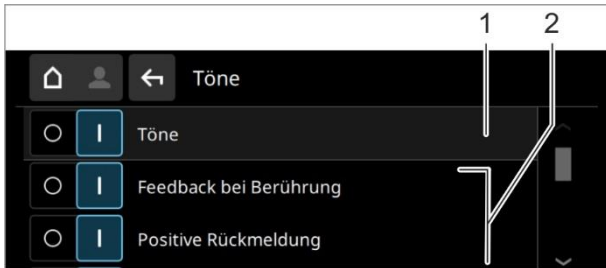 1 2
Töne
Töne
Feedback bei Berührung
Positive Rückmeldung